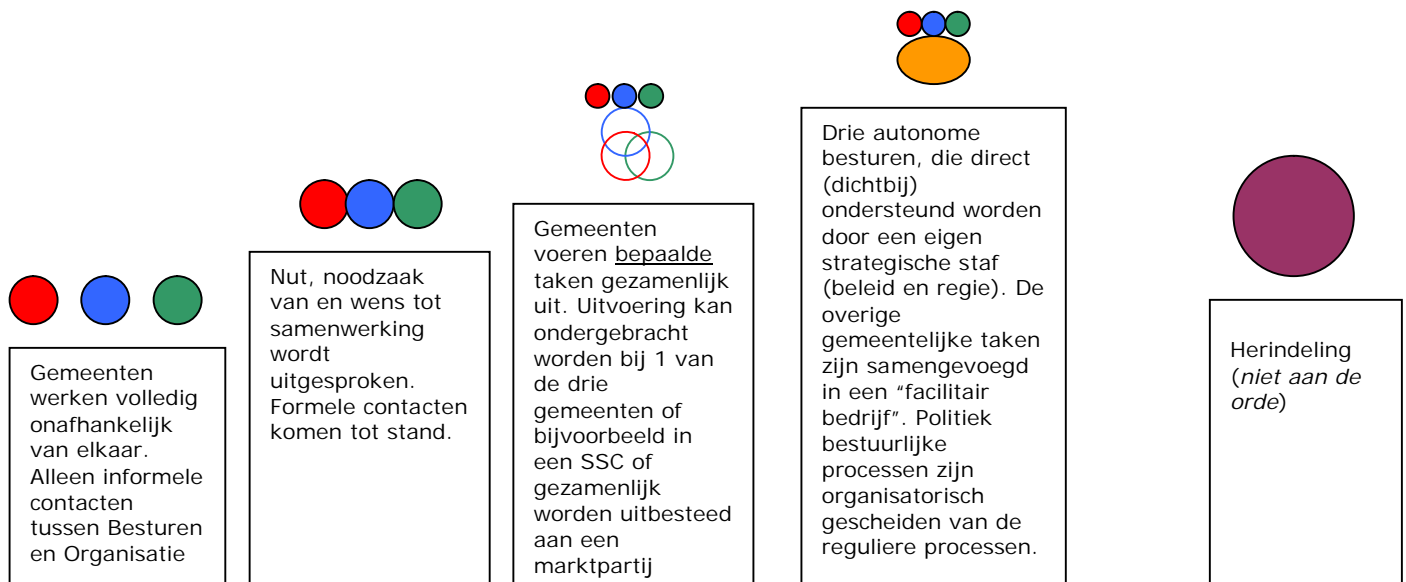 Gemeenten
werken volledig
onafhankelijk
van elkaar.
Alleen informele
contacten
tussen Besturen
en Organisatie
Nut, noodzaak
van en wens tot
samenwerking
wordt
uitgesproken.
Formele contacten
komen tot stand.
Gemeenten
voeren bepaalde
taken gezamenlijk
uit. Uitvoering kan
ondergebracht
worden bij 1 van
de drie
gemeenten of
bijvoorbeeld in
een SSC of
gezamenlijk
worden uitbesteed
aan een
marktpartij
Drie autonome
besturen, die direct
(dichtbij)
ondersteund worden
door een eigen
strategische staf
(beleid en regie). De
overige
gemeentelijke taken
zijn samengevoegd
in een “facilitair
bedrijf”. Politiek
bestuurlijke
processen zijn
organisatorisch
gescheiden van de
reguliere processen.
Herindeling
(niet aan de
orde)